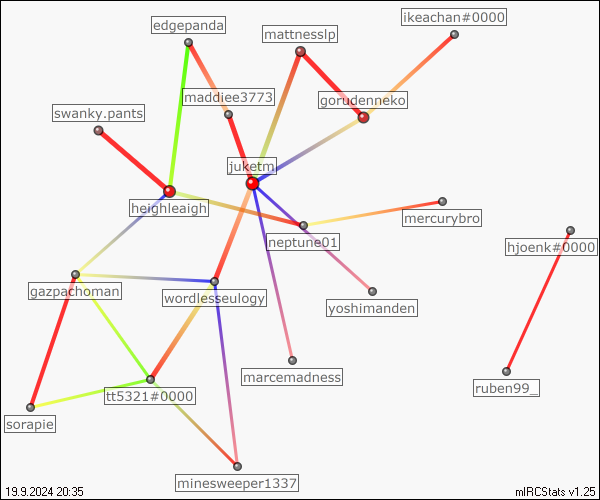 ikeachan#0000
edgepanda
mattnesslp
maddiee3773
gorudenneko
swanky.pants
juketm
heighleaigh
mercurybro
neptune01
hjoenk#0000
gazpachoman
wordlesseulogy
yoshimanden
marcemadness
ruben99_
tt5321#0000
sorapie
minesweeper1337
19.9.2024 20:35
mIRCStats v1.25